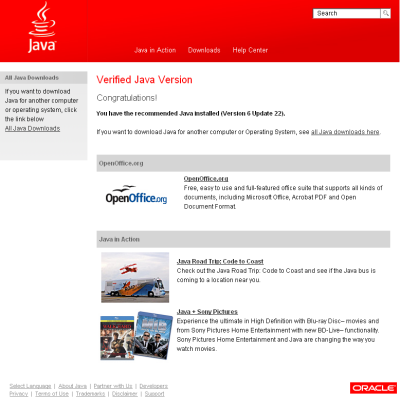 Search
Java
Java in Action Downloads Help Center
All Java Downloads
If you want to download
Java for another computer
or operating system, click
the link below
All Java Downloads
Verified Java Version
Congratulations!
You have the recommended Java installed (Version 6 Update 22).
If you want to download Java for another computer or Operating System, see all Java downloads here.
OpenOffice.org
OpenOffice.org
OpenOffice.org
Free, easy to use and full-featured office suite that supports all kinds of
documents, including Microsoft Office, Acrobat PDF and Open
Document Format.
Java in Action
Java Road Trip: Code to Coast
Check out the Java Road Trip: Code to Coast and see if the Java bus is
coming to a location near you.
Java + Sony Pictures
Experience the ultimate in High Definition with Blu-ray Disc– movies and
from Sony Pictures Home Entertainment with new BD-Live– functionality.
Sony Pictures Home Entertainment and Java are changing the way you
watch movies.
Select Language | About Java | Partner with Us | Developers
Privacy | Terms of Use | Trademarks | Disclaimer | Support
ORACLE